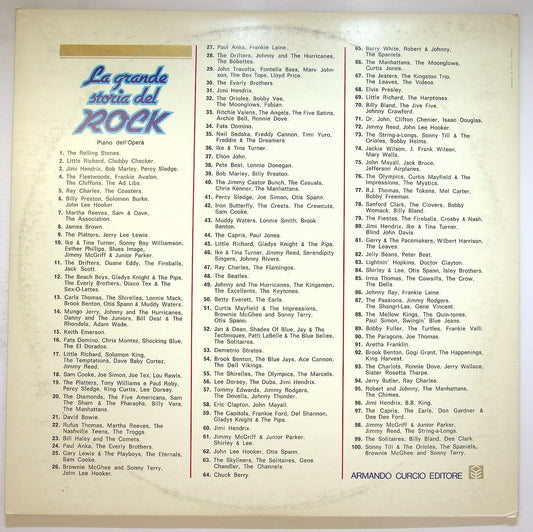 La grande
storia del
ROCK
Piano dell'Opera
1. The Rolling Stones.
2. Little Richard, Chubby Checker.
3. Jimi Hendrix, Bob Marley, Percy Sledge.
4. The Fleetwoods, Frankie Avalon,
The Chiffons, The Ad Libs.
5. Ray Charles, The Coasters.
6. Billy Preston, Solomon Burke,
John Lee Hooker.
7. Martha Reeves, Sam & Dave,
The Association.
8. James Brown.
9. The Platters, Jerry Lee Lewis.
10. Ike & Tina Turner, Sonny Boy Williamson,
Esther Phillips, Blues Image,
Jimmy McGriff & Junior Parker.
11. The Drifters, Duane Eddy, The Fireballs,
Jack Scott.
12. The Beach Boys, Gladys Knight & The Pips,
The Everly Brothers, Disco Tex & The
Sex-O-Lettes.
13. Carla Thomas, The Shirelles, Lonnie Mack,
Brook Benton, Otis Spann & Muddy Waters.
14. Mungo Jerry, Johnny and The Hurricanes,
Danny and The Juniors, Bill Deal & The
Rhondels, Adam Wade.
15. Keith Emerson.
16. Fats Domino, Chris Montez, Shocking Blue,
The El Dorados.
17. Little Richard, Solomon King,
The Temptations, Dave Baby Cortez,
Jimmy Reed.
18. Sam Cooke, Joe Simon, Joe Tex, Lou Rawls.
19. The Platters, Tony Williams e Paul Roby,
Percy Sledge, King Curtis, Lee Dorsey.
20. The Diamonds, The Five Americans, Sam
The Sham & The Pharaohs, Billy Vera,
The Manhattans.
21. David Bowie.
22. Rufus Thomas, Martha Reeves, The
Nashville Teens, The Troggs.
23. Bill Haley and The Comets.
24. Paul Anka, The Everly Brothers.
25. Gary Lewis & The Playboys, The Eternals,
Sam Cooke.
26. Brownie McGhee and Sonny Terry,
John Lee Hooker.
27. Paul Anka, Frankie Laine.
28. The Drifters, Johnny and The Hurricanes,
The Bobettes.
29. John Travolta, Fontella Bass, Marv John-
son, The Box Tops, Lloyd Price.
30. The Everly Brothers.
31. Jimi Hendrix.
32. The Orioles, Bobby Vee,
The Moonglows, Fabian.
33. Ritchie Valens, The Angels, The Five Satins,
Archie Bell, Ronnie Dove.
34. Fats Domino.
35. Neil Sedaka, Freddy Cannon, Timi Yuro,
Freddie & The Dreamers.
36. Ike & Tina Turner.
37. Elton John.
38. Pete Best, Lonnie Donegan.
39. Bob Marley, Billy Preston.
40. The Jimmy Castor Bunch, The Casuals,
Chris Kenner, The Manhattans.
41. Percy Sledge, Joe Simon, Otis Spann.
42. Iron Butterfly, The Crests, The Crewcuts,
Sam Cooke.
43. Muddy Waters, Lonnie Smith, Brook
Benton.
44. The Capris, Paul Jones.
45. Little Richard, Gladys Knight & The Pips.
46. Ike & Tina Turner, Jimmy Reed, Serendipity
Singers, Johnny Rivers.
47. Ray Charles, The Flamingos.
48. The Beatles.
49. Johnny and The Hurricanes, The Kingsmen,
The Excellents, The Keytones.
50. Betty Everett, The Earls.
51. Curtis Mayfield & The Impressions,
Brownie McGhee and Sonny Terry,
Otis Spann.
52. Jan & Dean, Shades Of Blue, Jay & The
Techniques, Patti LaBelle & The Blue Belles,
The Solitaires.
53. Demetrio Stratos.
54. Brook Benton, The Blue Jays, Ace Cannon,
The Dell Vikings.
55. The Shirelles, The Olympics, The Marcels.
56. Lee Dorsey, The Dubs, Jimi Hendrix.
57. Tommy Edwards, Jimmy Rodgers,
The Dovells, Johnny Thunder.
58. Eric Clapton, John Mayall.
59. The Capitols, Frankie Ford, Del Shannon,
Gladys Knight & The Pips.
60. Jimi Hendrix.
61. Jimmy McGriff & Junior Parker,
Shirley & Lee.
62. John Lee Hooker, Otis Spann.
63. The Skyliners, The Solitaires, Gene
Chandler, The Channels.
64. Chuck Berry.
65. Barry White, Robert & Johnny,
The Spaniels.
66. The Manhattans, The Moonglows,
Curtis Jones.
67. The Jesters, The Kingston Trio,
The Leaves, The Videos.
68. Elvis Presley.
69. Little Richard, The Harptones.
70. Billy Bland, The Jive Five,
Johnny Crawford.
71. Dr. John, Clifton Chenier, Isaac Douglas.
72. Jimmy Reed, John Lee Hooker.
73. The String-a-Longs, Sonny Till & The
Orioles, Bobby Helms.
74. Jackie Wilson, J. Frank Wilson,
Mary Wells.
75. John Mayall, Jack Bruce,
Jefferson Airplane.
76. The Olympics, Curtis Mayfield & The
Impressions, The Mystics.
77. B.J. Thomas, The Tokens, Mel Carter,
Bobby Freeman.
78. Sanford Clark, The Clovers, Bobby
Womack, Billy Bland.
79. The Fiestas, The Fireballs, Crosby & Nash.
80. Jimi Hendrix, Ike & Tina Turner,
Blind John Davis.
81. Garry & The Pacemakers, Wilbert Harrison,
The Leaves.
82. Jelly Beans, Peter Best.
83. Lightnin' Hopkins, Doctor Clayton.
84. Shirley & Lee, Otis Spann, Isley Brothers.
85. Irma Thomas, The Cowsills, The Crow,
The Dells.
86. Johnny Ray, Frankie Laine.
87. The Passions, Jimmy Rodgers,
The Shangri-Las, Gene Vincent.
88. The Mellow Kings, The Quin-tones,
Paul Simon, Swingin' Blue Jeans.
89. Bobby Fuller, The Turtles, Frankie Valli.
90. The Paragons, Joe Thomas.
91. Aretha Franklin.
92. Brook Benton, Gogi Grant, The Happenings,
King Harvest.
93. The Charlots, Ronnie Dove, Jerry Wallace,
Sister Rosetta Tharpe.
94. Jerry Butler, Ray Charles.
95. Robert and Johnny, The Manhattans,
The Chimes.
96. Jimi Hendrix, B.B. King.
97. The Capris, The Earls, Don Gardner &
Dee Dee Ford.
98. Jimmy McGriff & Junior Parker,
Jimmy Reed, The String-a-Longs.
99. The Solitaires, Billy Bland, Dee Clark.
100. Sonny Till & The Orioles, The Spaniels,
Brownie McGhee and Sonny Terry.
ARMANDO CURCIO EDITORE